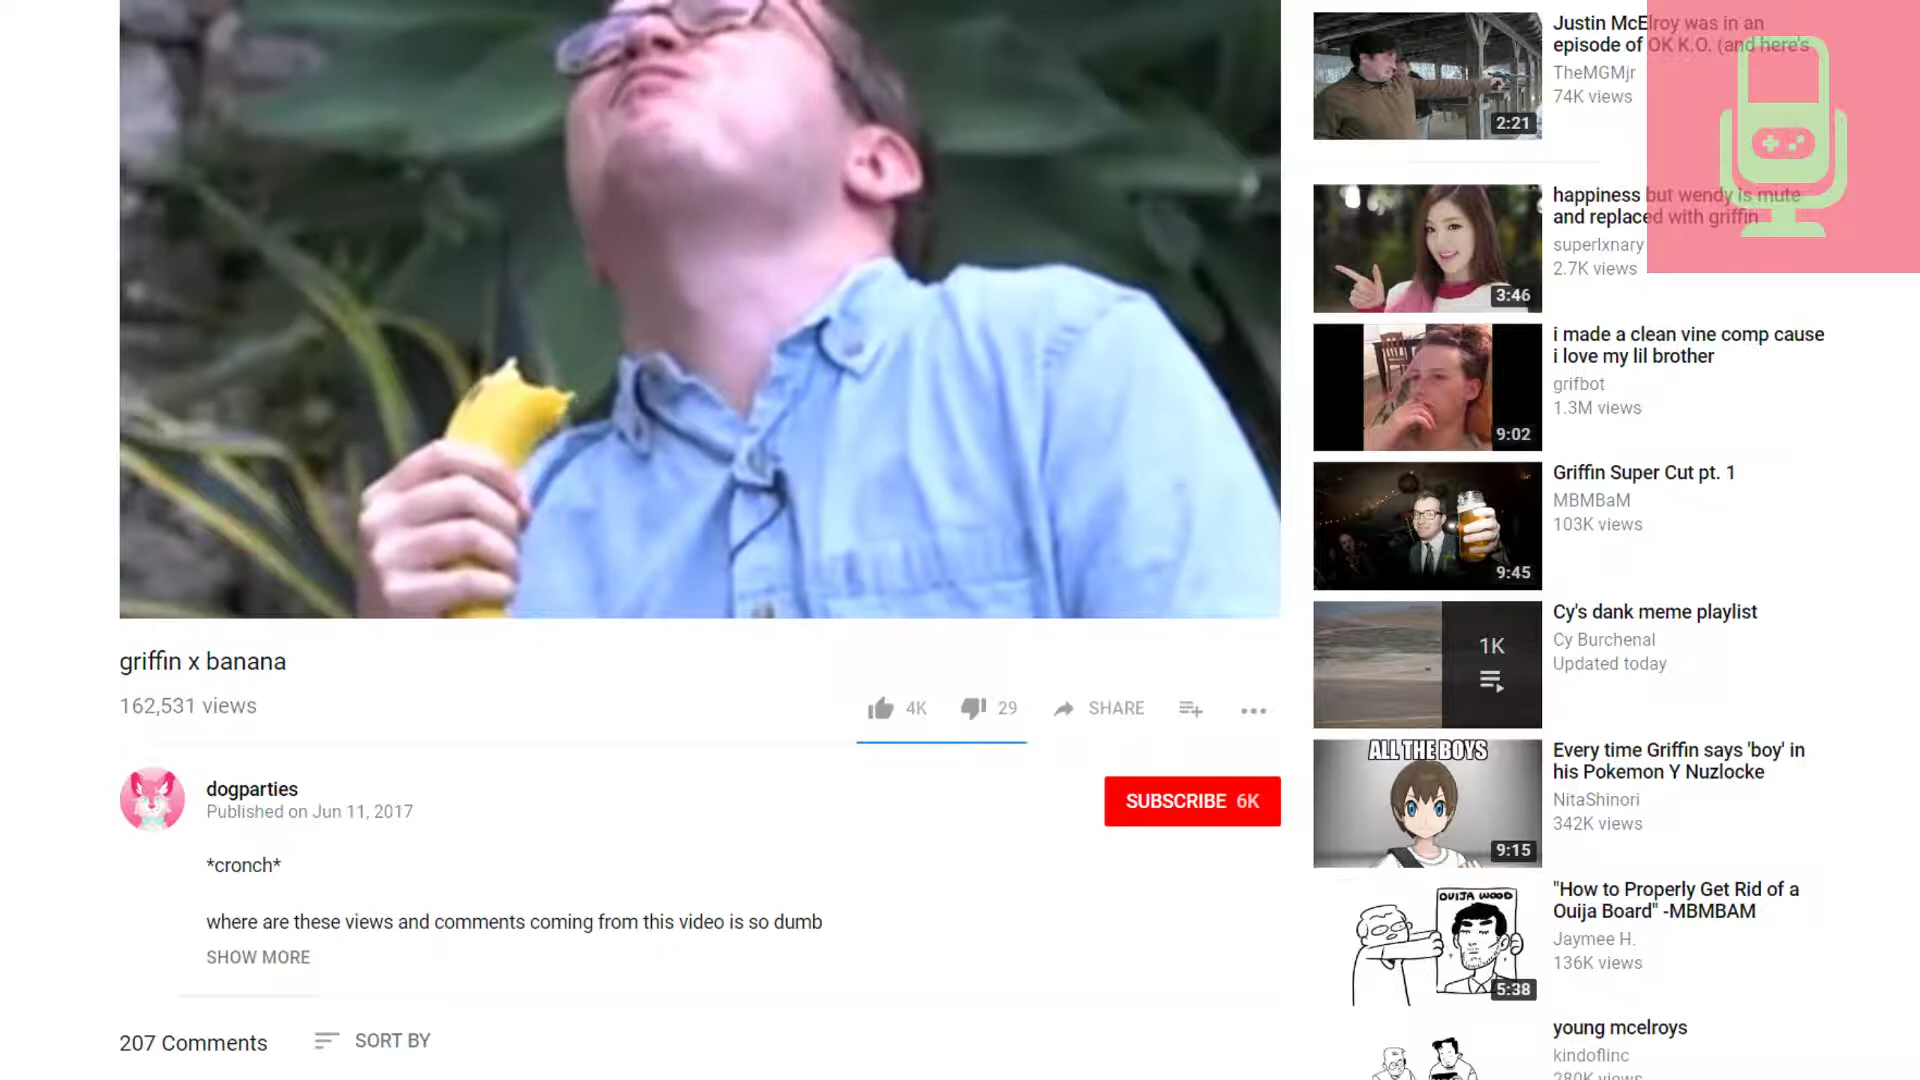 griffin x banana
162,531 views
4K
29
SHARE
dogparties
Published on Jun 11, 2017
SUBSCRIBE 6K
*cronch*
where are these views and comments coming from this video is so dumb
SHOW MORE
207 Comments
SORT BY
Justin McElroy was in an
episode of OK K.O. (and here's
TheMGMjr
74K views
2:21
happiness but wendy is mute
and replaced with griffin
superlxnary
2.7K views
3:46
i made a clean vine comp cause
i love my lil brother
grifbot
1.3M views
9:02
Griffin Super Cut pt. 1
MBMBaM
103K views
9:45
Cy's dank meme playlist
Cy Burchenal
Updated today
1K
ALL THE BOYS
Every time Griffin says 'boy' in
his Pokemon Y Nuzlocke
NitaShinori
342K views
9:15
OUIJA WOOD
"How to Properly Get Rid of a
Ouija Board" -MBMBAM
Jaymee H.
136K views
5:38
young mcelroys
kindoflinc
280K views